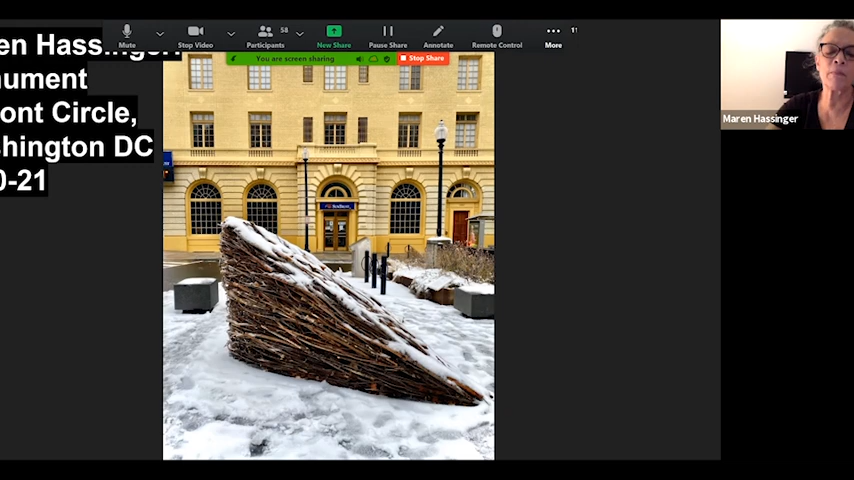 en Hassinger:
nument
ont Circle,
shington DC
0-21
Mute
Stop Video
Participants
58
New Share
Pause Share
Annotate
Remote Control
More
You are screen sharing
Stop Share
Maren Hassinger